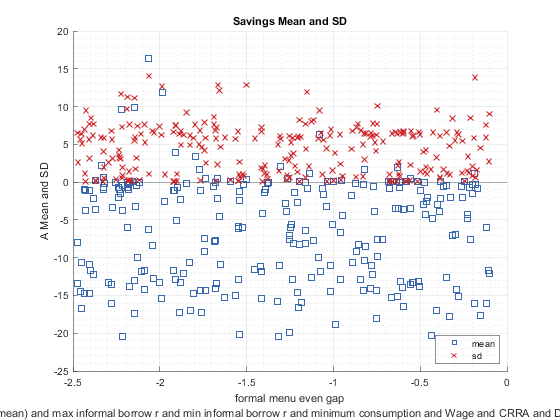 Savings Mean and SD
20
15
10
5
0
-5
-10
-15
-20
-25
A Mean and SD
-2.5
-2
-1.5
-1
-0.5
0
formal menu even gap
mean
sd
mean) and max informal borrow r and min informal borrow r and minimum consumption and Wage and CRRA and